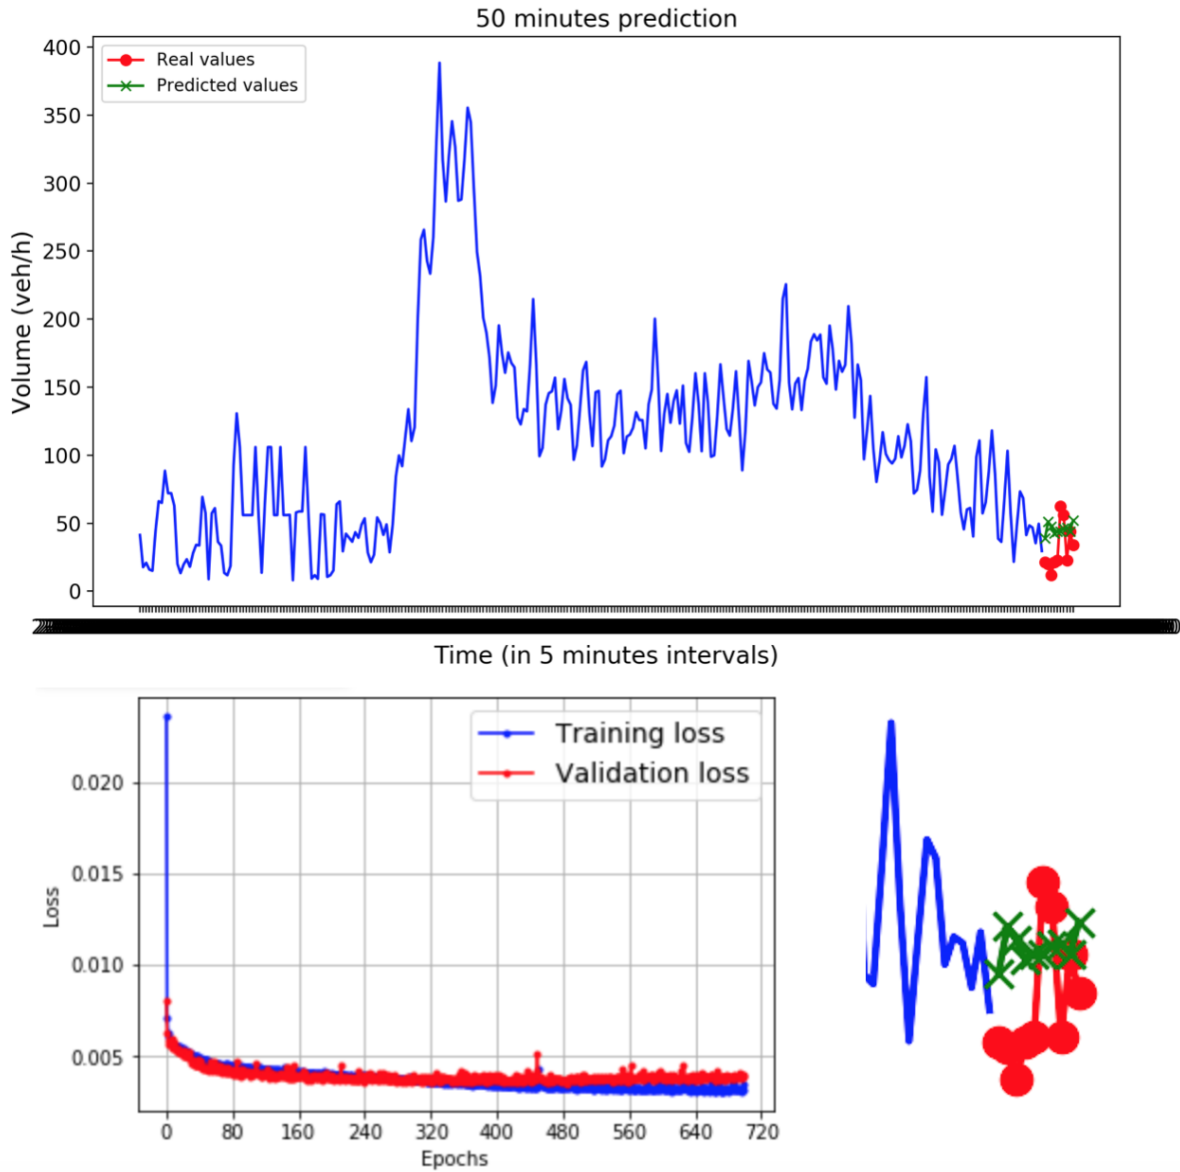 50 minutes prediction
Real values
Predicted values
400
350
300
250
200
150
100
50
0
Volume (veh/h)
Time (in 5 minutes intervals)
Training loss
Validation loss
0.020
0.015
0.010
0.005
Loss
0 80 160 240 320 400 480 560 640 720
Epochs